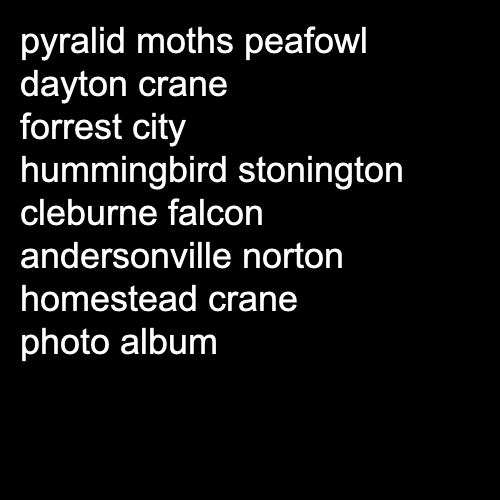 pyralid moths peafowl
dayton crane
forrest city
hummingbird stonington
cleburne falcon
andersonville norton
homestead crane
photo album